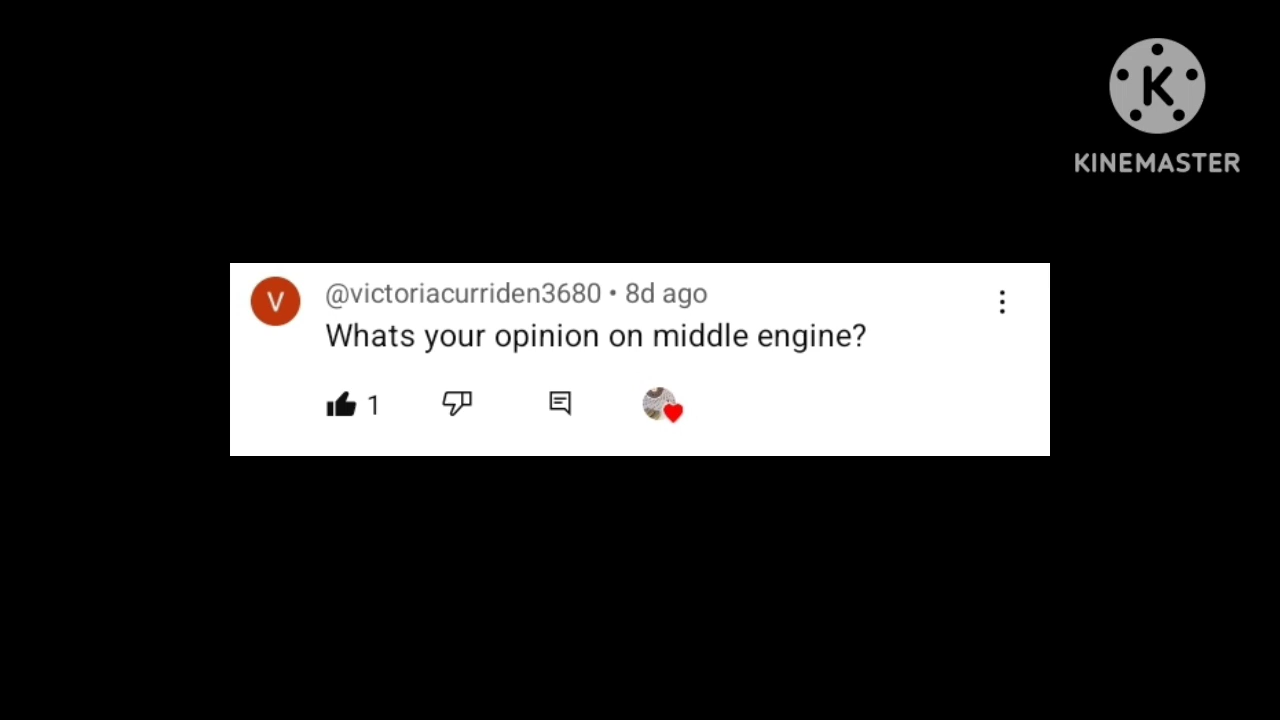 K
KINEMASTER
V
@victoriacurriden3680 • 8d ago
Whats your opinion on middle engine?
1